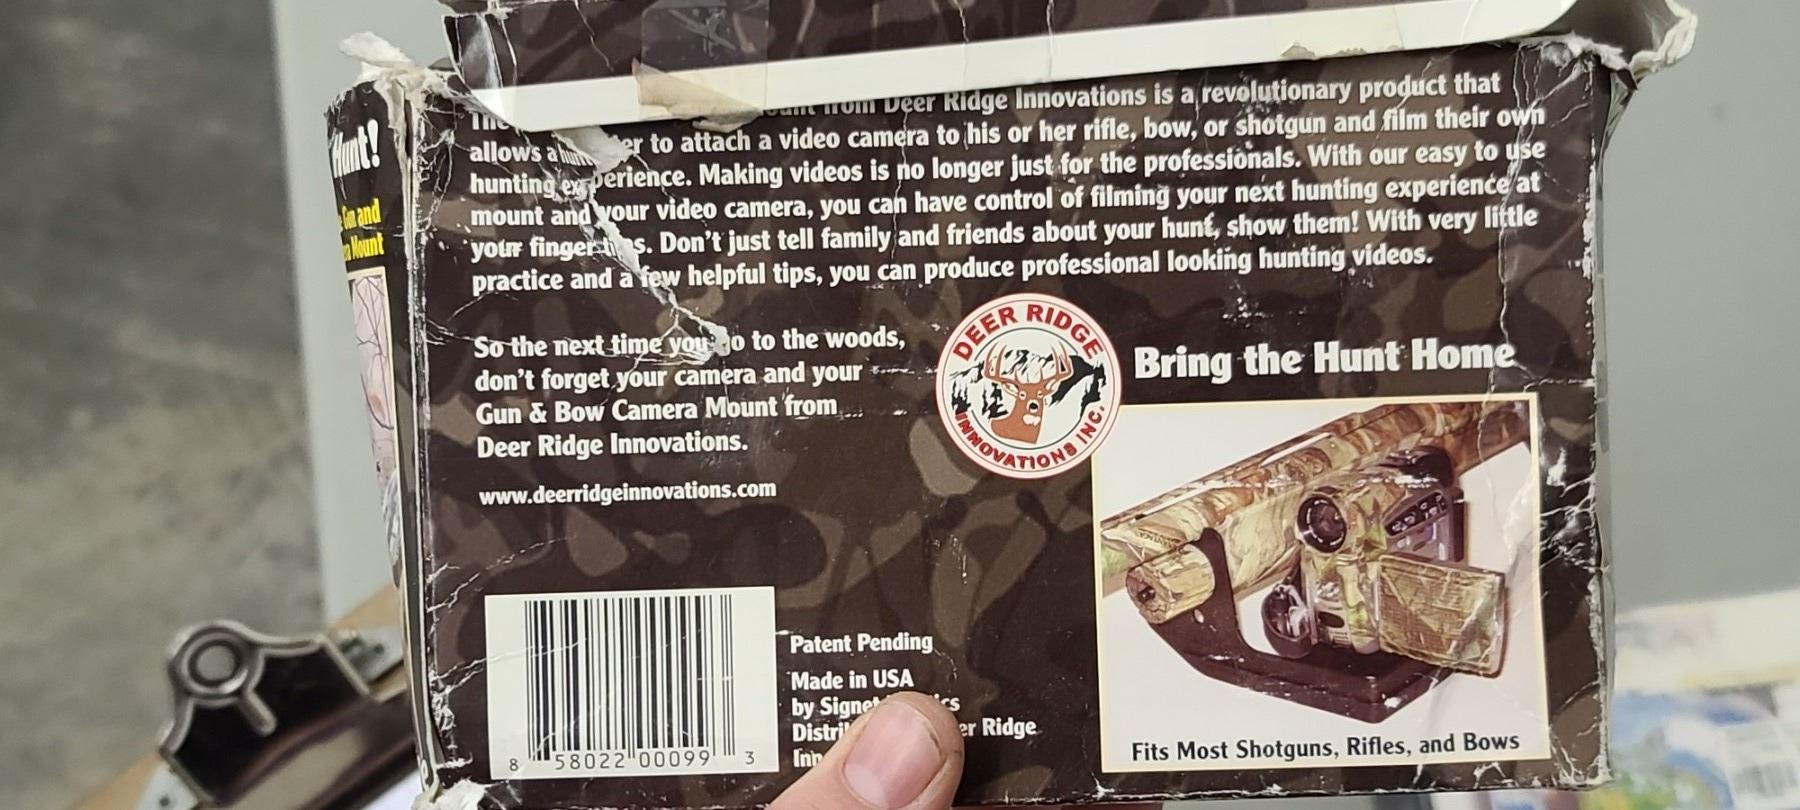 Hunt!
Gun and
Mount
from Deer Ridge Innovations is a revolutionary product that
allows a hunter to attach a video camera to his or her rifle, bow, or shotgun and film their own
hunting experience. Making videos is no longer just for the professionals. With our easy to use
mount and your video camera, you can have control of filming your next hunting experience at
your finger s. Don't just tell family and friends about your hunt, show them! With very little
practice and a few helpful tips, you can produce professional looking hunting videos.
So the next time you go to the woods,
don't forget your camera and your
Gun & Bow Camera Mount from
Deer Ridge Innovations.
www.deerridgeinnovations.com
DEER RIDGE
INNOVATIONS INC.
Bring the Hunt Home
Patent Pending
Made in USA
by
er Ridge
Fits Most Shotguns, Rifles, and Bows
8 58022 00099 3